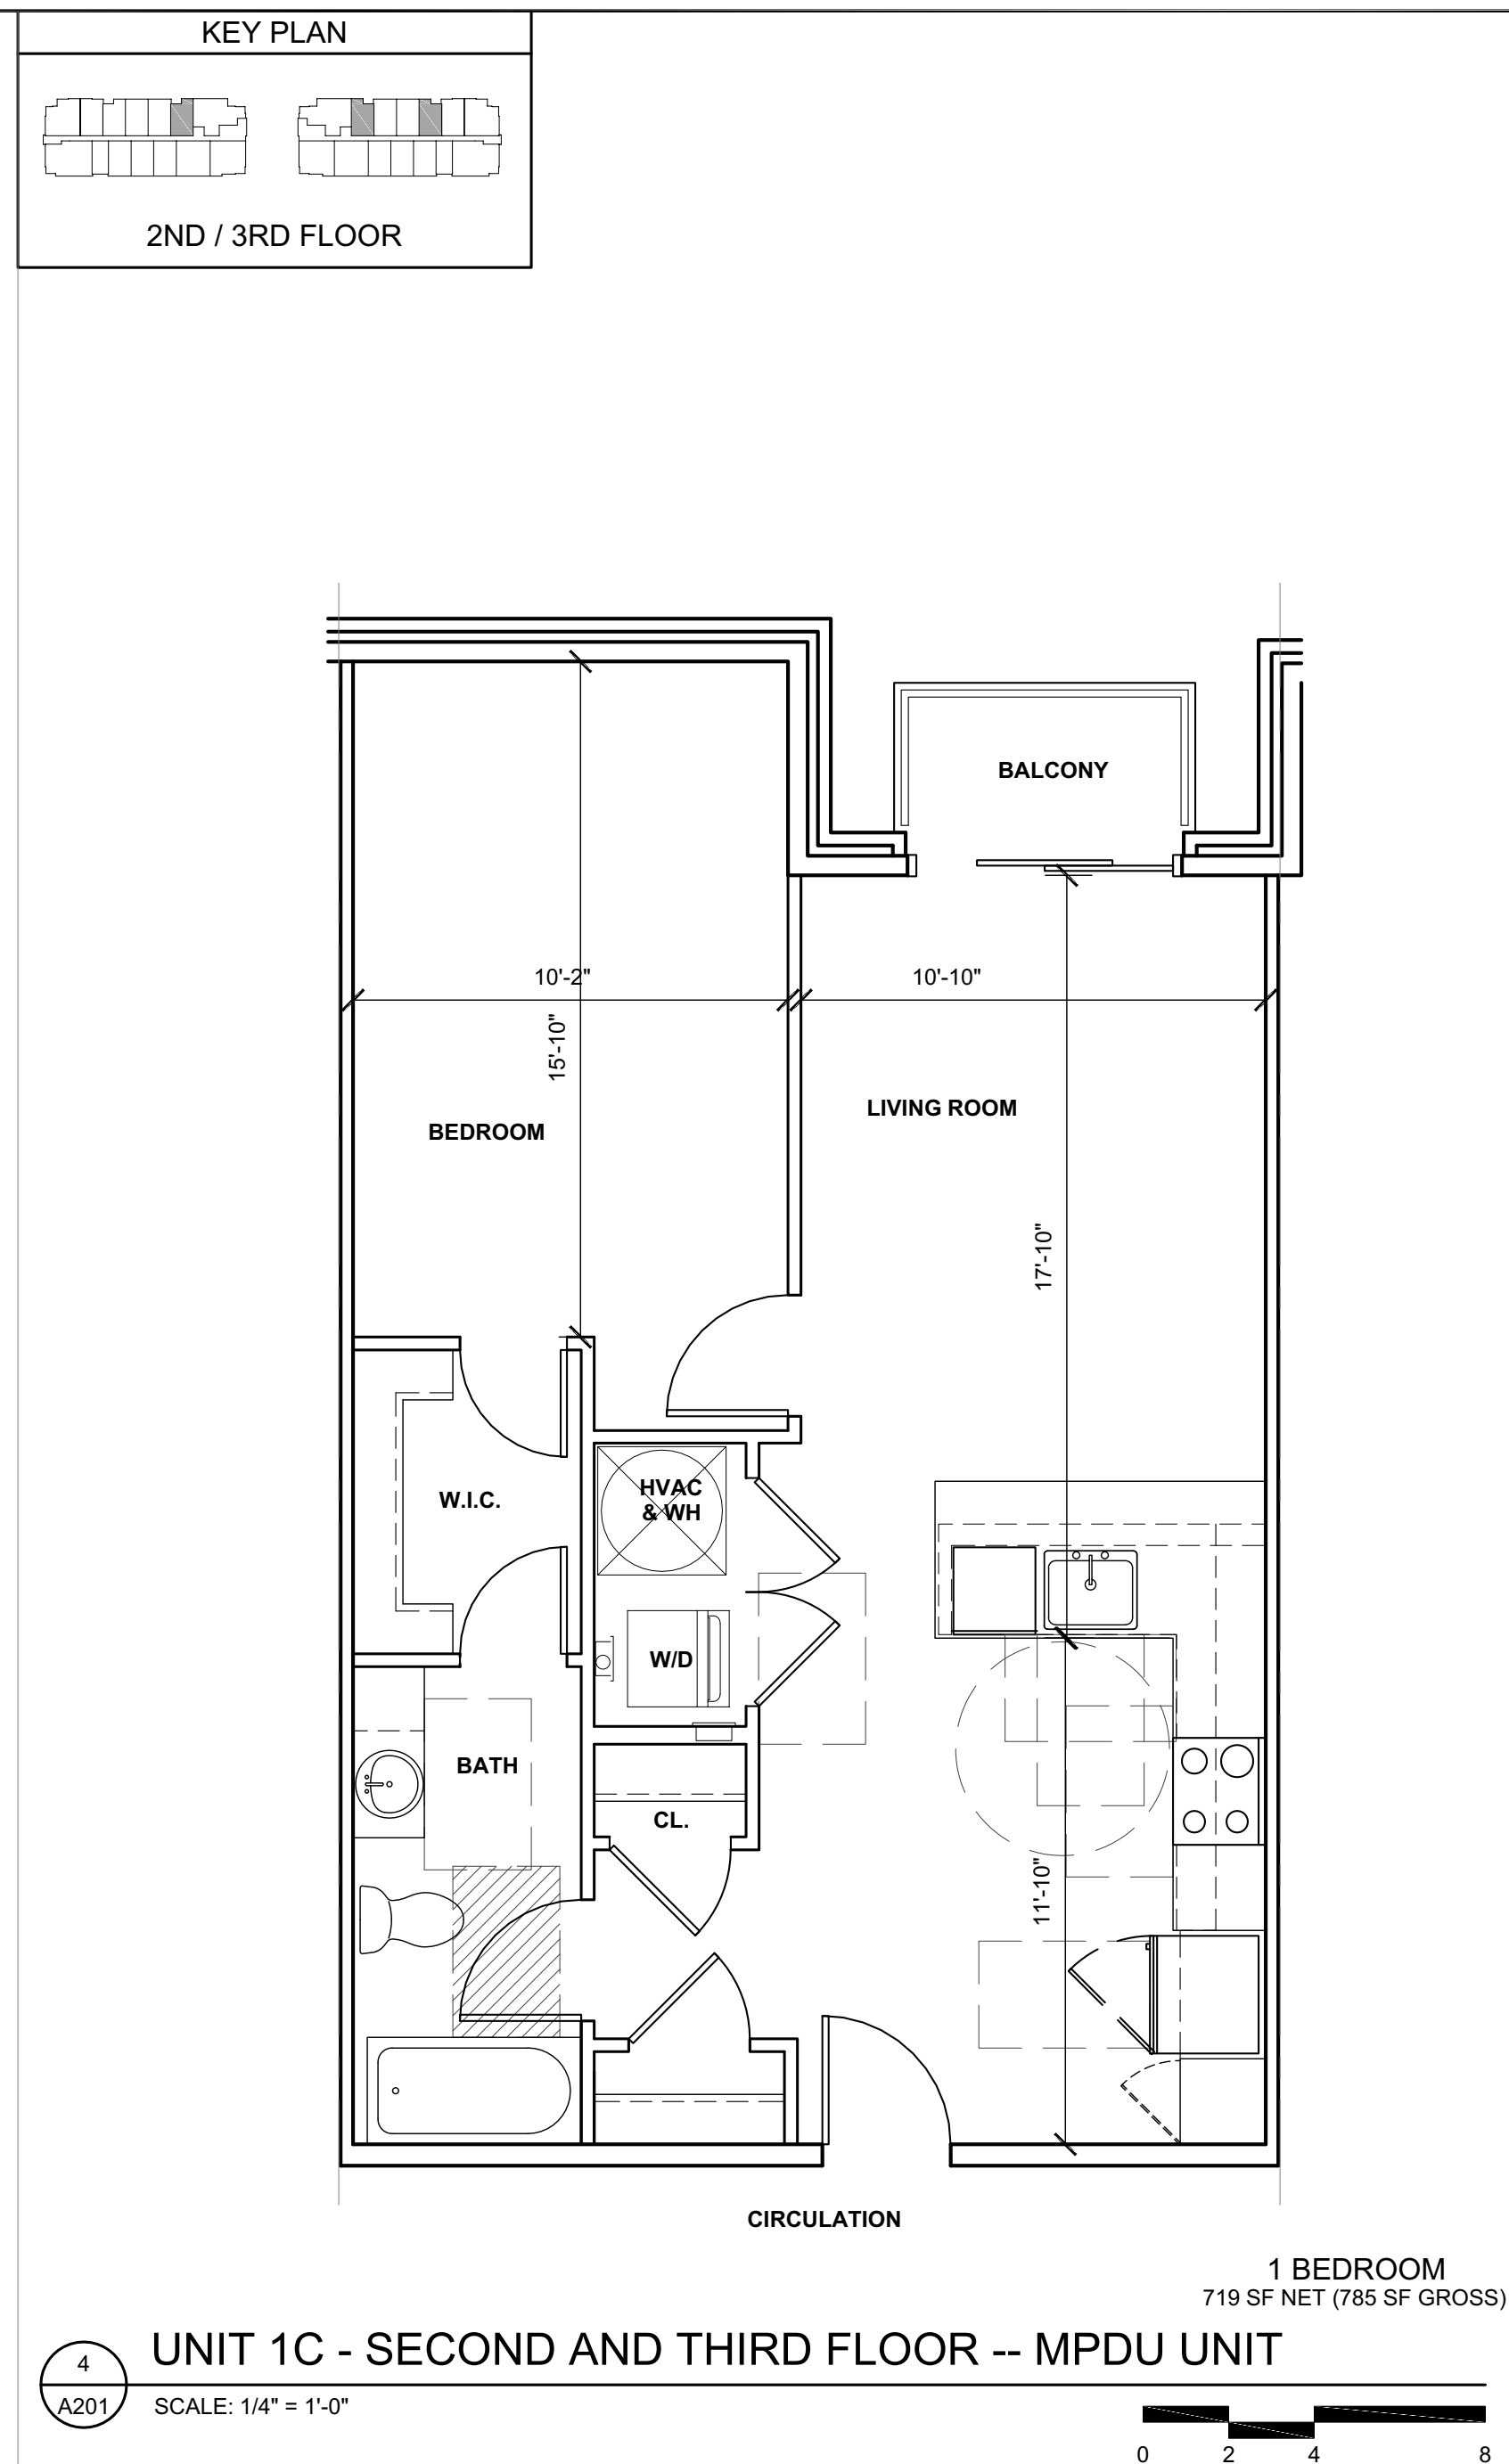 KEY PLAN
2ND / 3RD FLOOR
BALCONY
10'-2"
10'-10"
15'-10"
LIVING ROOM
BEDROOM
17'-10"
HVAC
& WH
W.I.C.
W/D
BATH
CL.
11'-10"
CIRCULATION
1 BEDROOM
719 SF NET (785 SF GROSS)
UNIT 1C - SECOND AND THIRD FLOOR -- MPDU UNIT
4
A201
SCALE: 1/4" = 1'-0"
0 2 4 8